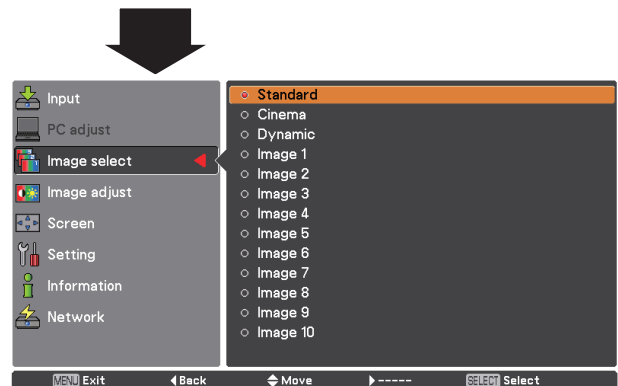 Input
PC adjust
Image select
Image adjust
Screen
Setting
Information
Network
Standard
Cinema
Dynamic
Image 1
Image 2
Image 3
Image 4
Image 5
Image 6
Image 7
Image 8
Image 9
Image 10
MENU Exit Back Move ----- SELECT Select